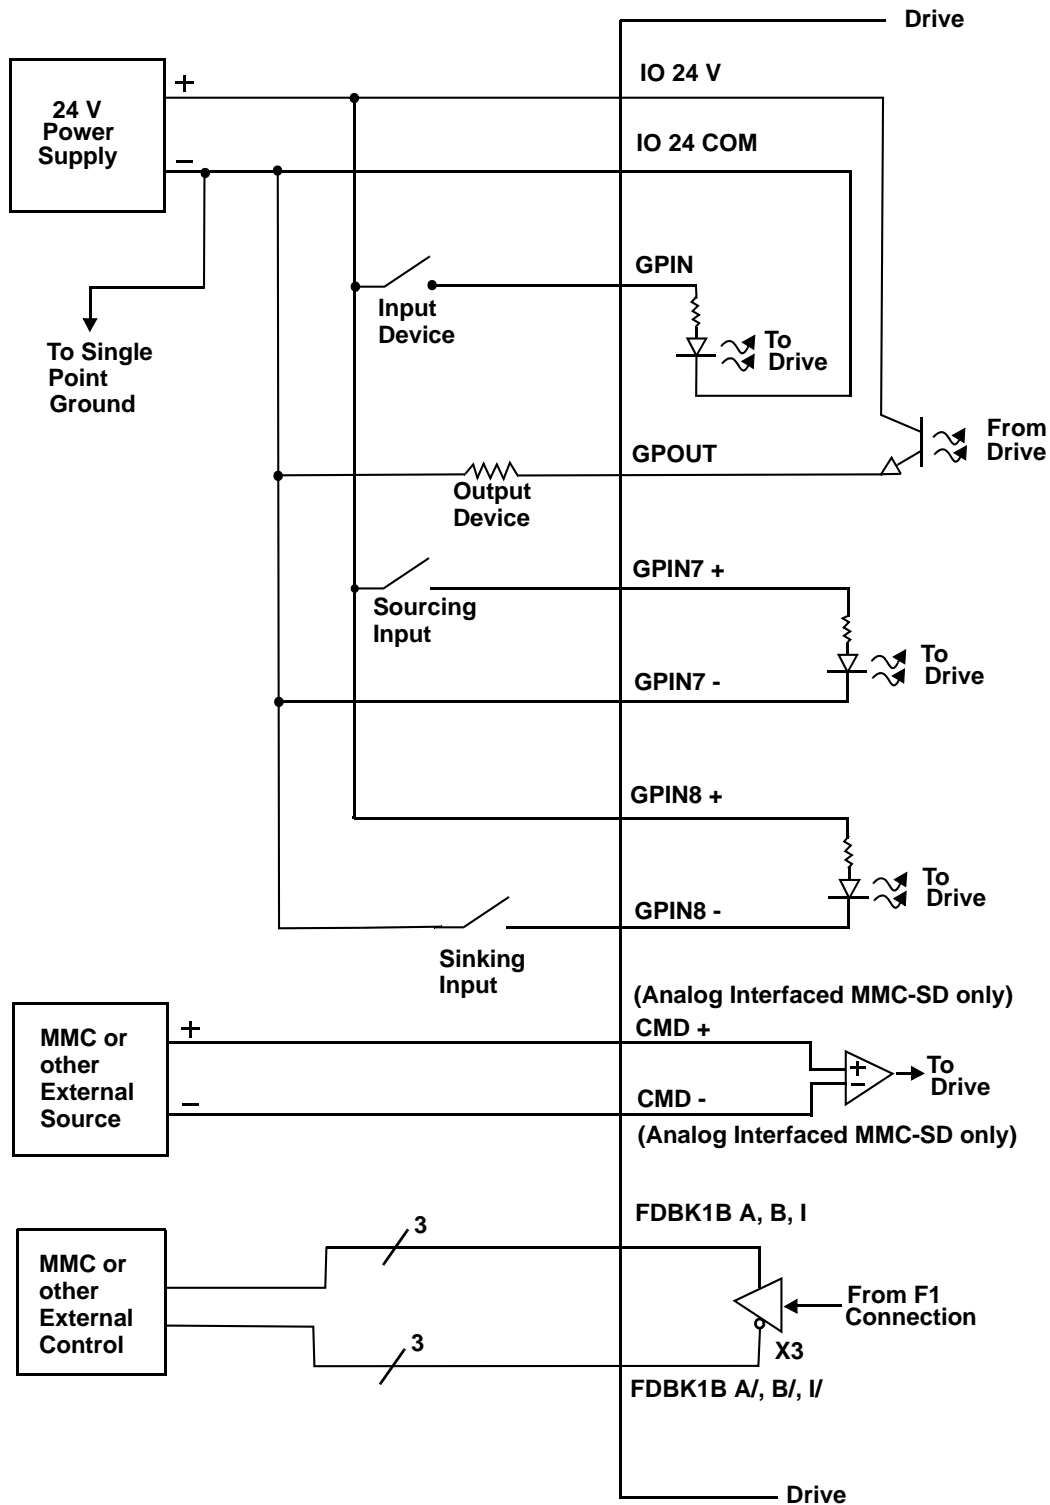 Drive
IO 24 V
+
24 V
Power
Supply
IO 24 COM
−
GPIN
Input
Device
To
Drive
To Single
Point
Ground
GPOUT
From
Drive
Output
Device
GPIN7 +
Sourcing
Input
To
Drive
GPIN7 -
GPIN8 +
To
Drive
GPIN8 -
Sinking
Input
(Analog Interfaced MMC-SD only)
CMD +
+
MMC or
other
External
Source
+
−
To
Drive
CMD -
−
(Analog Interfaced MMC-SD only)
FDBK1B A, B, I
3
MMC or
other
External
Control
From F1
Connection
3
X3
FDBK1B A/, B/, I/
Drive